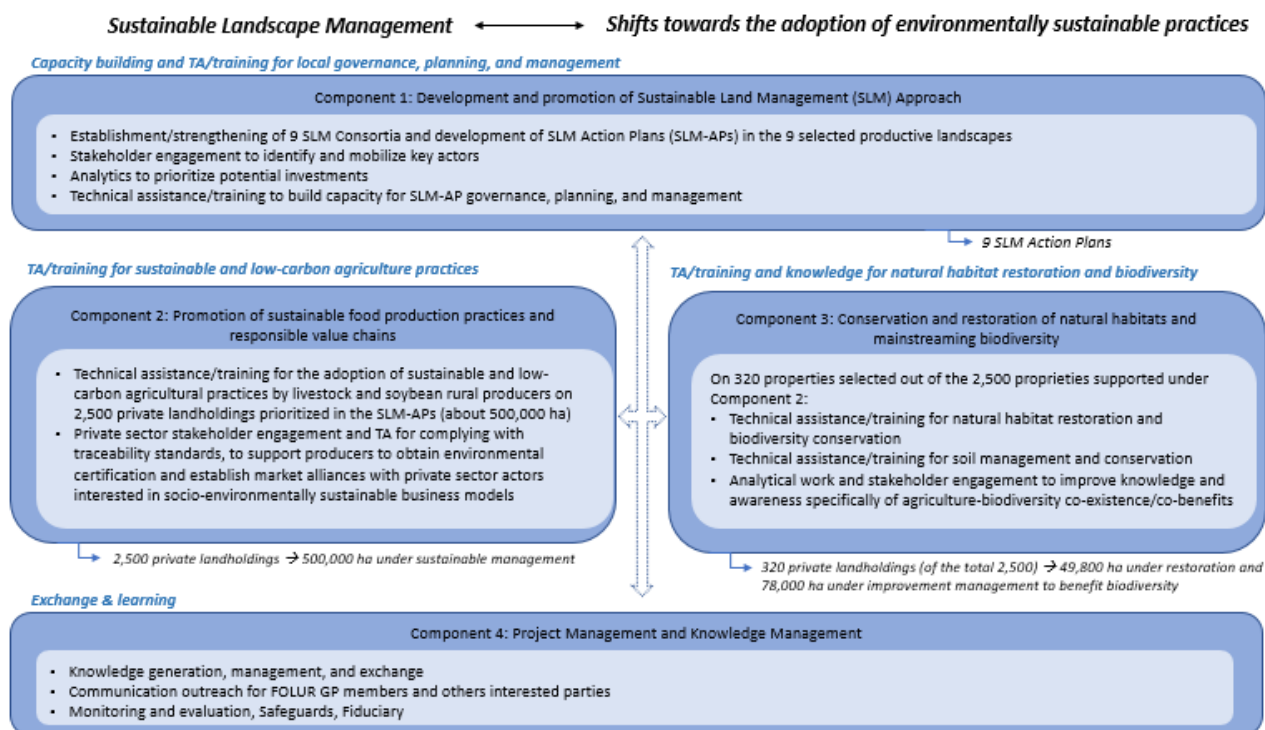 Sustainable Landscape Management ⟷ Shifts towards the adoption of environmentally sustainable practices
Capacity building and TA/training for local governance, planning, and management
Component 1: Development and promotion of Sustainable Land Management (SLM) Approach
• Establishment/strengthening of 9 SLM Consortia and development of SLM Action Plans (SLM-APs) in the 9 selected productive landscapes
• Stakeholder engagement to identify and mobilize key actors
• Analytics to prioritize potential investments
• Technical assistance/training to build capacity for SLM-AP governance, planning, and management
9 SLM Action Plans
TA/training for sustainable and low-carbon agriculture practices
Component 2: Promotion of sustainable food production practices and
responsible value chains
• Technical assistance/training for the adoption of sustainable and low-
carbon agricultural practices by livestock and soybean rural producers on
2,500 private landholdings prioritized in the SLM-APs (about 500,000 ha)
• Private sector stakeholder engagement and TA for complying with
traceability standards, to support producers to obtain environmental
certification and establish market alliances with private sector actors
interested in socio-environmentally sustainable business models
2,500 private landholdings → 500,000 ha under sustainable management
TA/training and knowledge for natural habitat restoration and biodiversity
Component 3: Conservation and restoration of natural habitats and
mainstreaming biodiversity
On 320 properties selected out of the 2,500 proprieties supported under
Component 2:
• Technical assistance/training for natural habitat restoration and
biodiversity conservation
• Technical assistance/training for soil management and conservation
• Analytical work and stakeholder engagement to improve knowledge and
awareness specifically of agriculture-biodiversity co-existence/co-benefits
320 private landholdings (of the total 2,500) → 49,800 ha under restoration and
78,000 ha under improvement management to benefit biodiversity
Exchange & learning
Component 4: Project Management and Knowledge Management
• Knowledge generation, management, and exchange
• Communication outreach for FOLUR GP members and others interested parties
• Monitoring and evaluation, Safeguards, Fiduciary